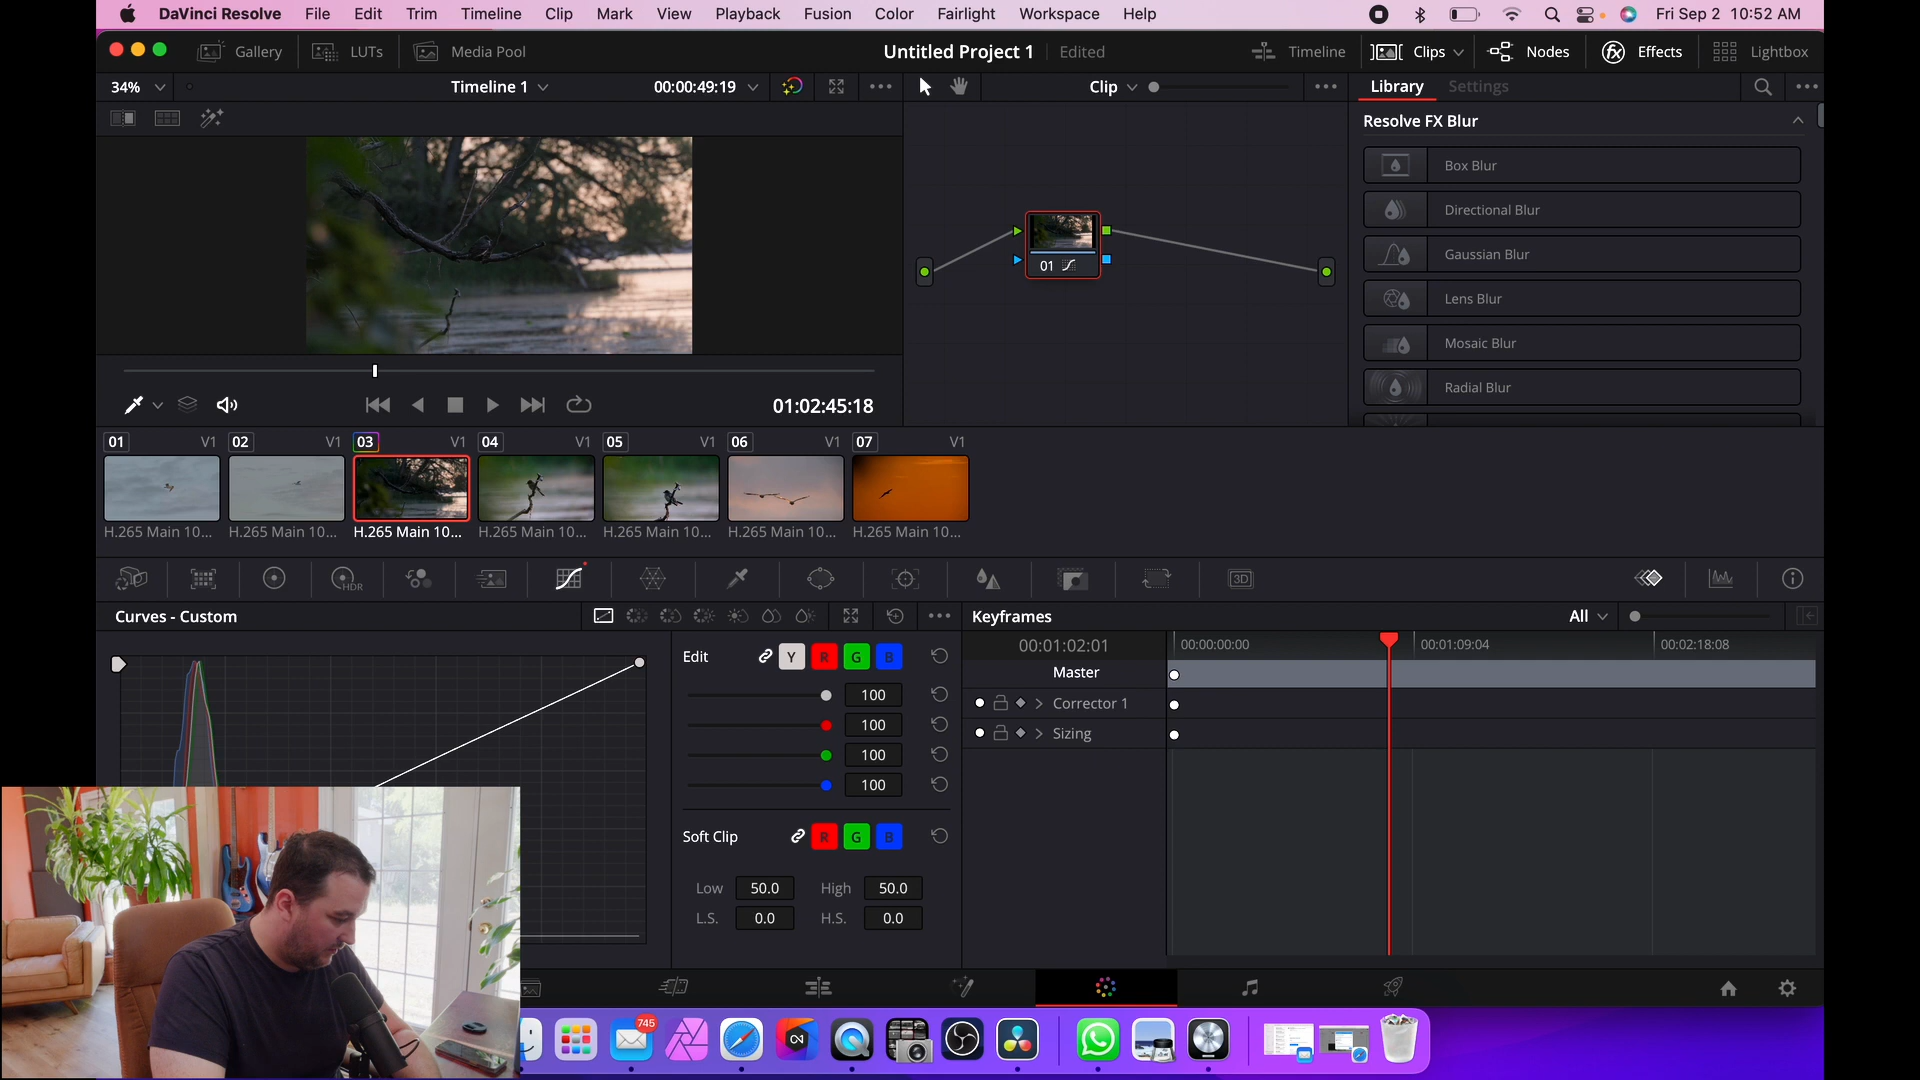 DaVinci Resolve File Edit Trim Timeline Clip Mark View Playback Fusion Color Fairlight Workspace Help Fri Sep 2 10:52 AM
Gallery LUTs Media Pool Untitled Project 1 Edited Timeline Clips Nodes Effects Lightbox
34% Timeline 1 00:00:49:19 Clip Library Settings
Resolve FX Blur
Box Blur
Directional Blur
Gaussian Blur
Lens Blur
Mosaic Blur
Radial Blur
01
01:02:45:18
01 V1 02 V1 03 V1 04 V1 05 V1 06 V1 07 V1
H.265 Main 10... H.265 Main 10... H.265 Main 10... H.265 Main 10... H.265 Main 10... H.265 Main 10... H.265 Main 10...
HDR 3D
Curves - Custom Keyframes All
Edit Y R G B 00:01:02:01 00:00:00:00 00:01:09:04 00:02:18:08
Master
100 Corrector 1
100 Sizing
100
100
Soft Clip R G B
Low 50.0 High 50.0
L.S. 0.0 H.S. 0.0
745